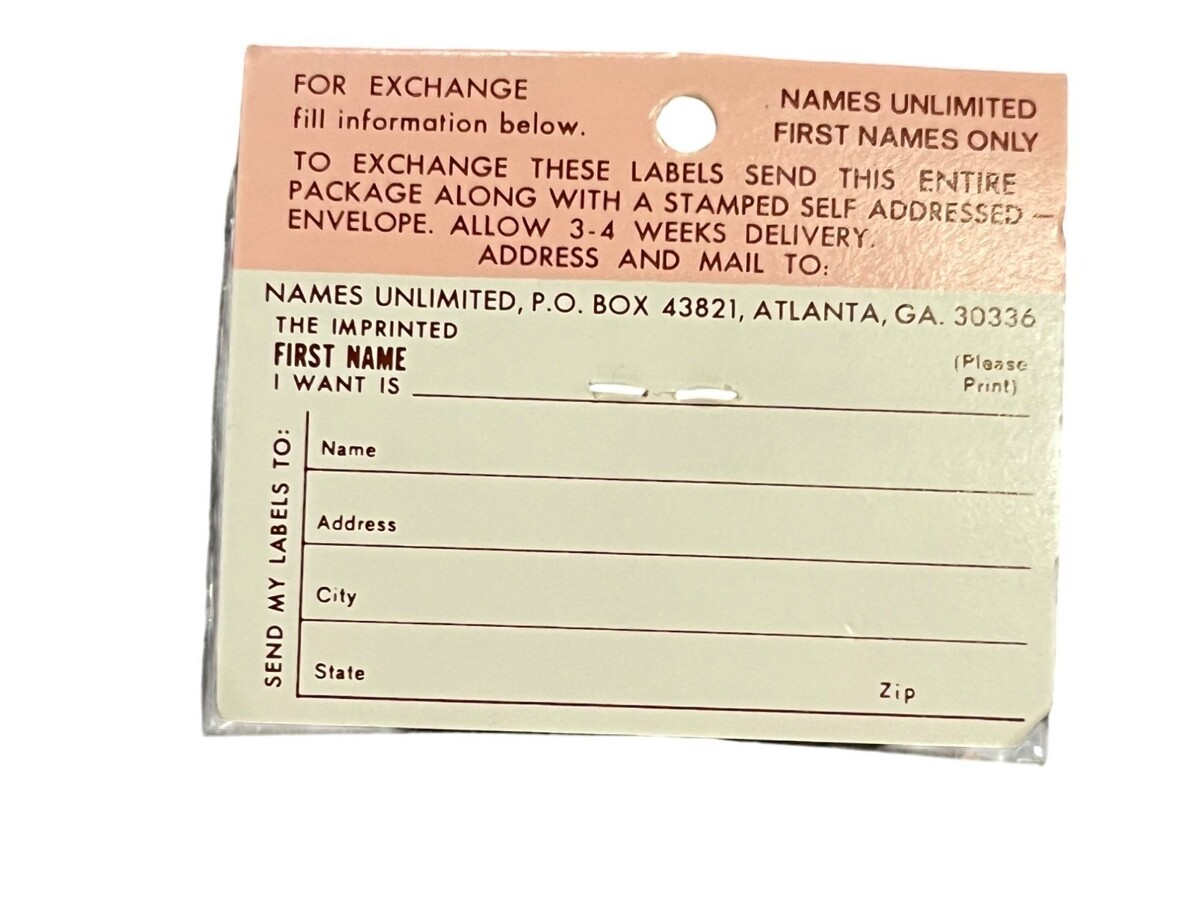 FOR EXCHANGE
fill information below.
NAMES UNLIMITED
FIRST NAMES ONLY
TO EXCHANGE THESE LABELS SEND THIS ENTIRE
PACKAGE ALONG WITH A STAMPED SELF ADDRESSED –
ENVELOPE. ALLOW 3-4 WEEKS DELIVERY.
ADDRESS AND MAIL TO:
NAMES UNLIMITED, P.O. BOX 43821, ATLANTA, GA. 30336
THE IMPRINTED
FIRST NAME
I WANT IS
(Please
Print)
SEND MY LABELS TO:
Name
Address
City
State
Zip